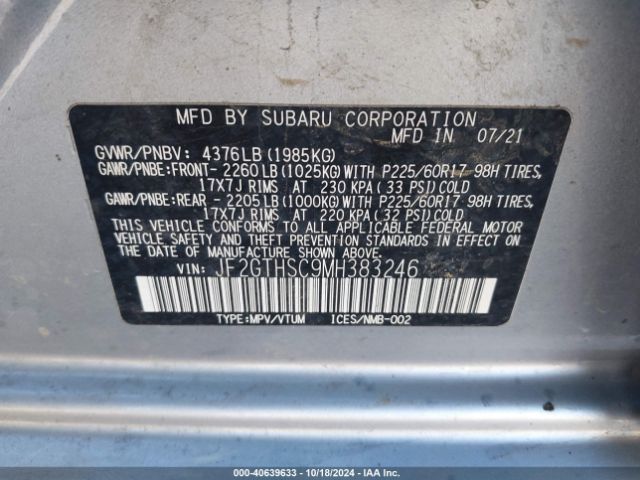 MFD BY SUBARU CORPORATION
MFD IN 07/21
GVWR/PNBV: 4376LB (1985KG)
GAWR/PNBE:FRONT- 2260 LB (1025KG) WITH P225/60R17 98H TIRES,
17X7J RIMS AT 230 KPA (33 PSI) COLD
GAWR/PNBE:REAR - 2205 LB (1000KG) WITH P225/60R17 98H TIRES,
17X7J RIMS AT 220 KPA (32 PSI) COLD
THIS VEHICLE CONFORMS TO ALL APPLICABLE FEDERAL MOTOR
VEHICLE SAFETY AND THEFT PREVENTION STANDARDS IN EFFECT
ON THE DATE OF MANUFACTURE SHOWN ABOVE.
VIN: JF2GTHSC9MH383246
TYPE:MPV/VTUM ICES/NMB-002
000-40639633 - 10/18/2024 - IAA